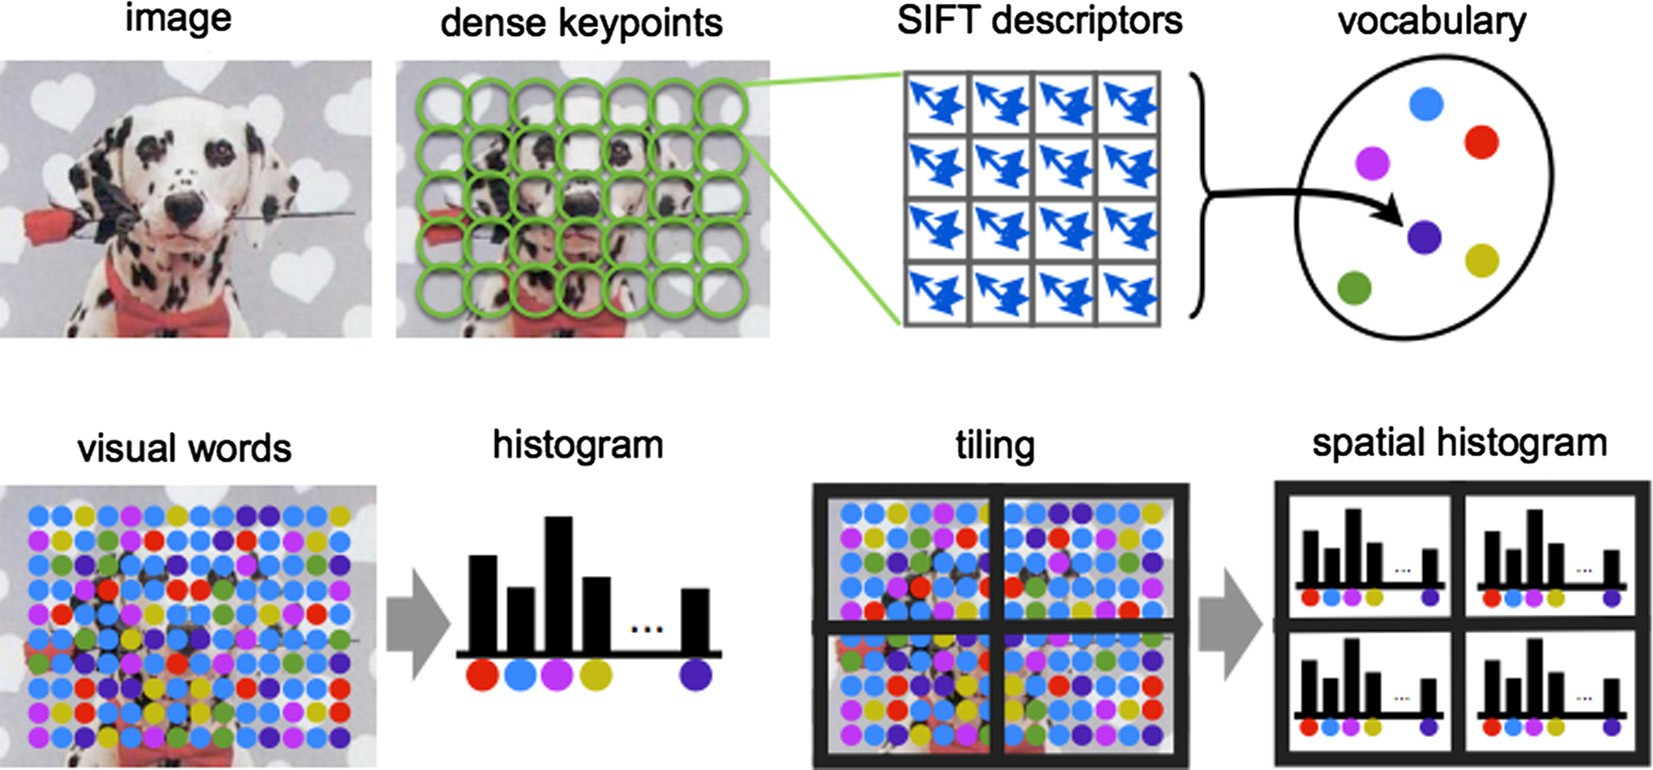 image
dense keypoints
SIFT descriptors
vocabulary
visual words
histogram
tiling
spatial histogram
...
...
...
...
...